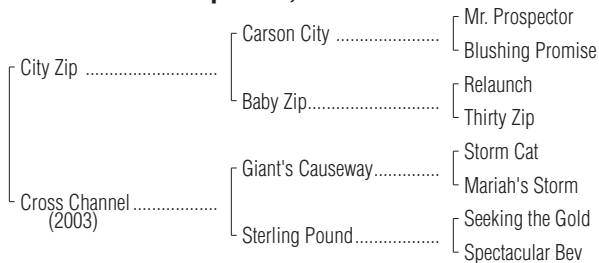 Mr. Prospector
Carson City ..................
Blushing Promise
City Zip .......................
Relaunch
Baby Zip.......................
Thirty Zip
Storm Cat
Giant's Causeway..............
Mariah's Storm
Cross Channel ...............
(2003)
Seeking the Gold
Sterling Pound...............
Spectacular Bev